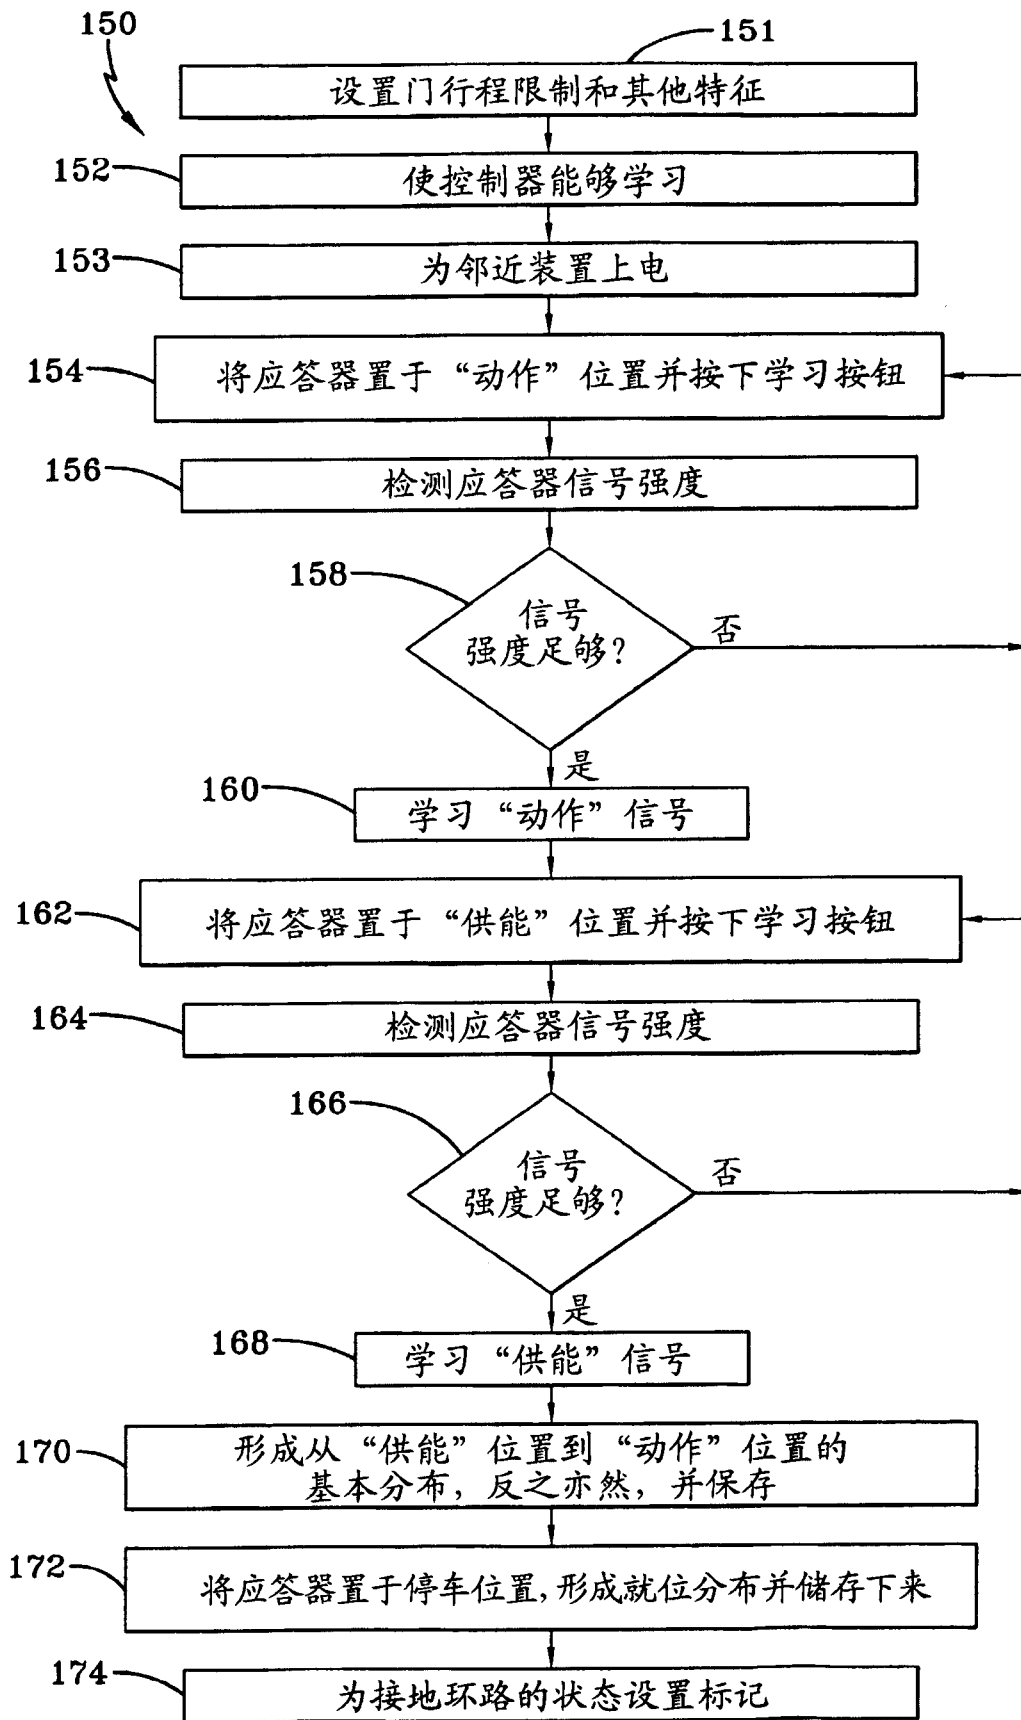 150
151
设置门行程限制和其他特征
152
使控制器能够学习
153
为邻近装置上电
154
将应答器置于“动作”位置并按下学习按钮
156
检测应答器信号强度
158
信号
强度足够?
否
是
160
学习“动作”信号
162
将应答器置于“供能”位置并按下学习按钮
164
检测应答器信号强度
166
信号
强度足够?
否
是
168
学习“供能”信号
170
形成从“供能”位置到“动作”位置的
基本分布,反之亦然,并保存
172
将应答器置于停车位置,形成就位分布并储存下来
174
为接地环路的状态设置标记